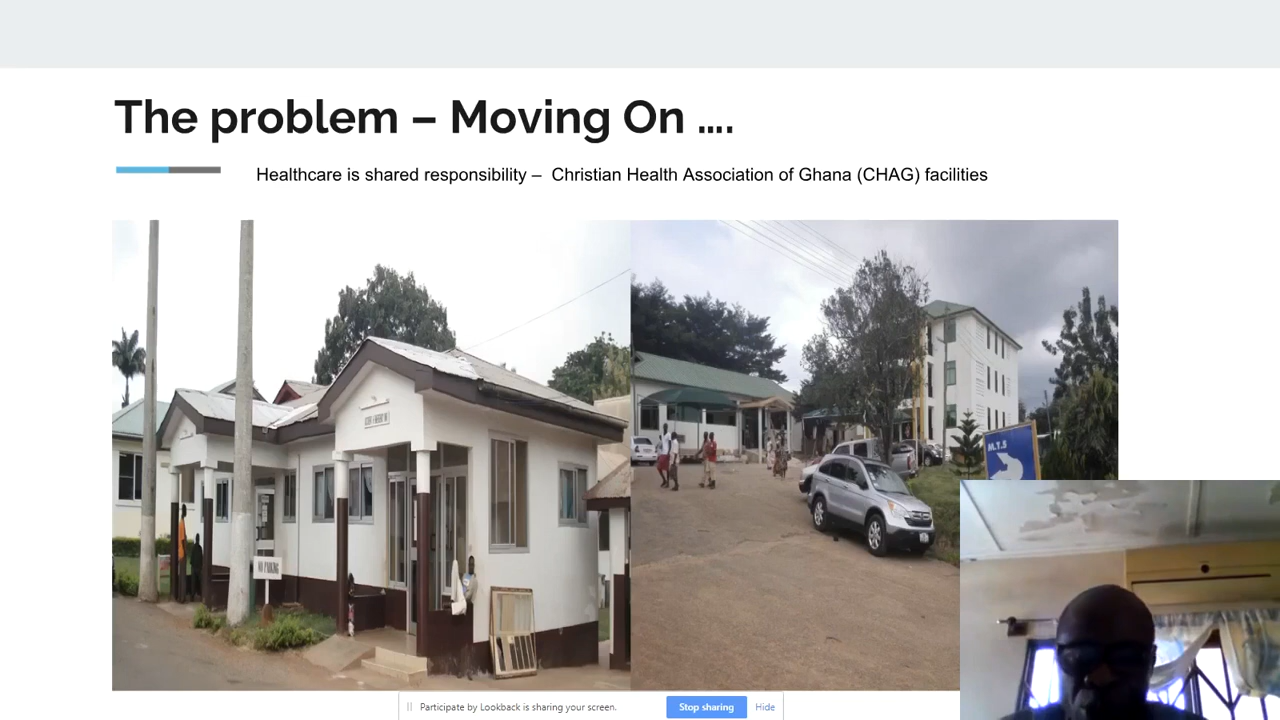 The problem – Moving On ....
Healthcare is shared responsibility – Christian Health Association of Ghana (CHAG) facilities
NO PARKING
M.T.S
Participate by Lookback is sharing your screen.
Stop sharing
Hide